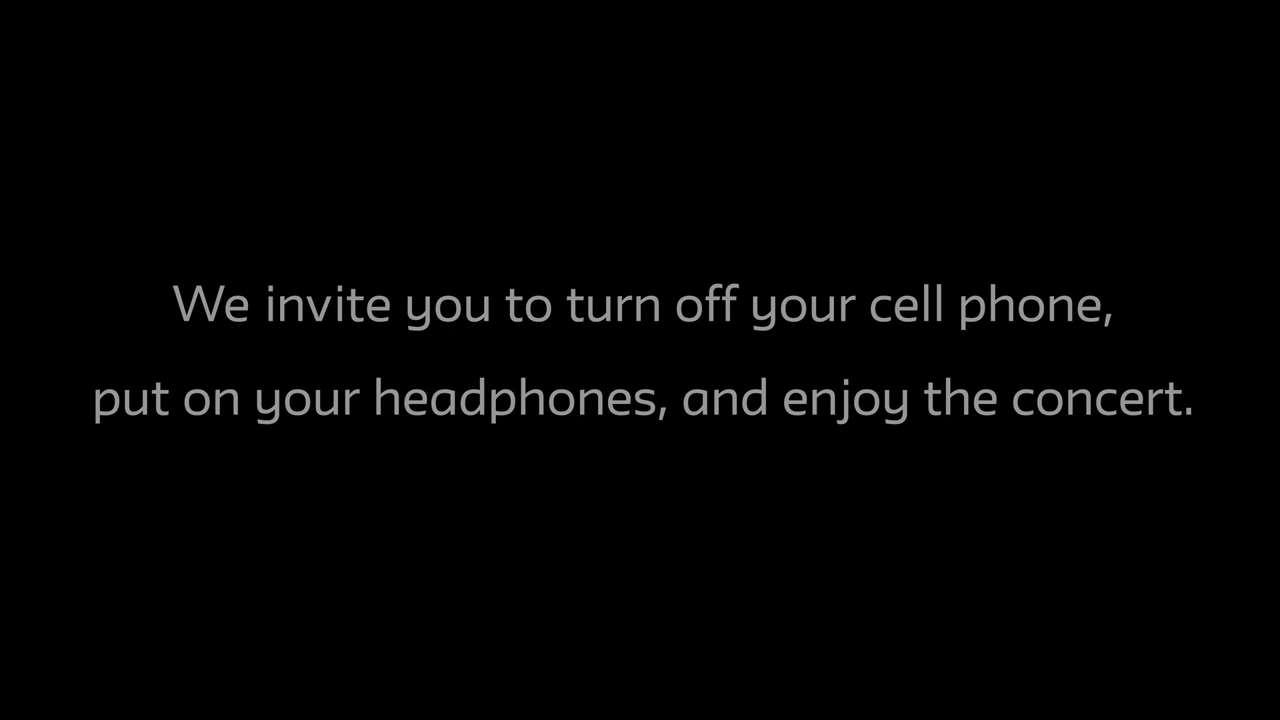 We invite you to turn off your cell phone,
put on your headphones, and enjoy the concert.